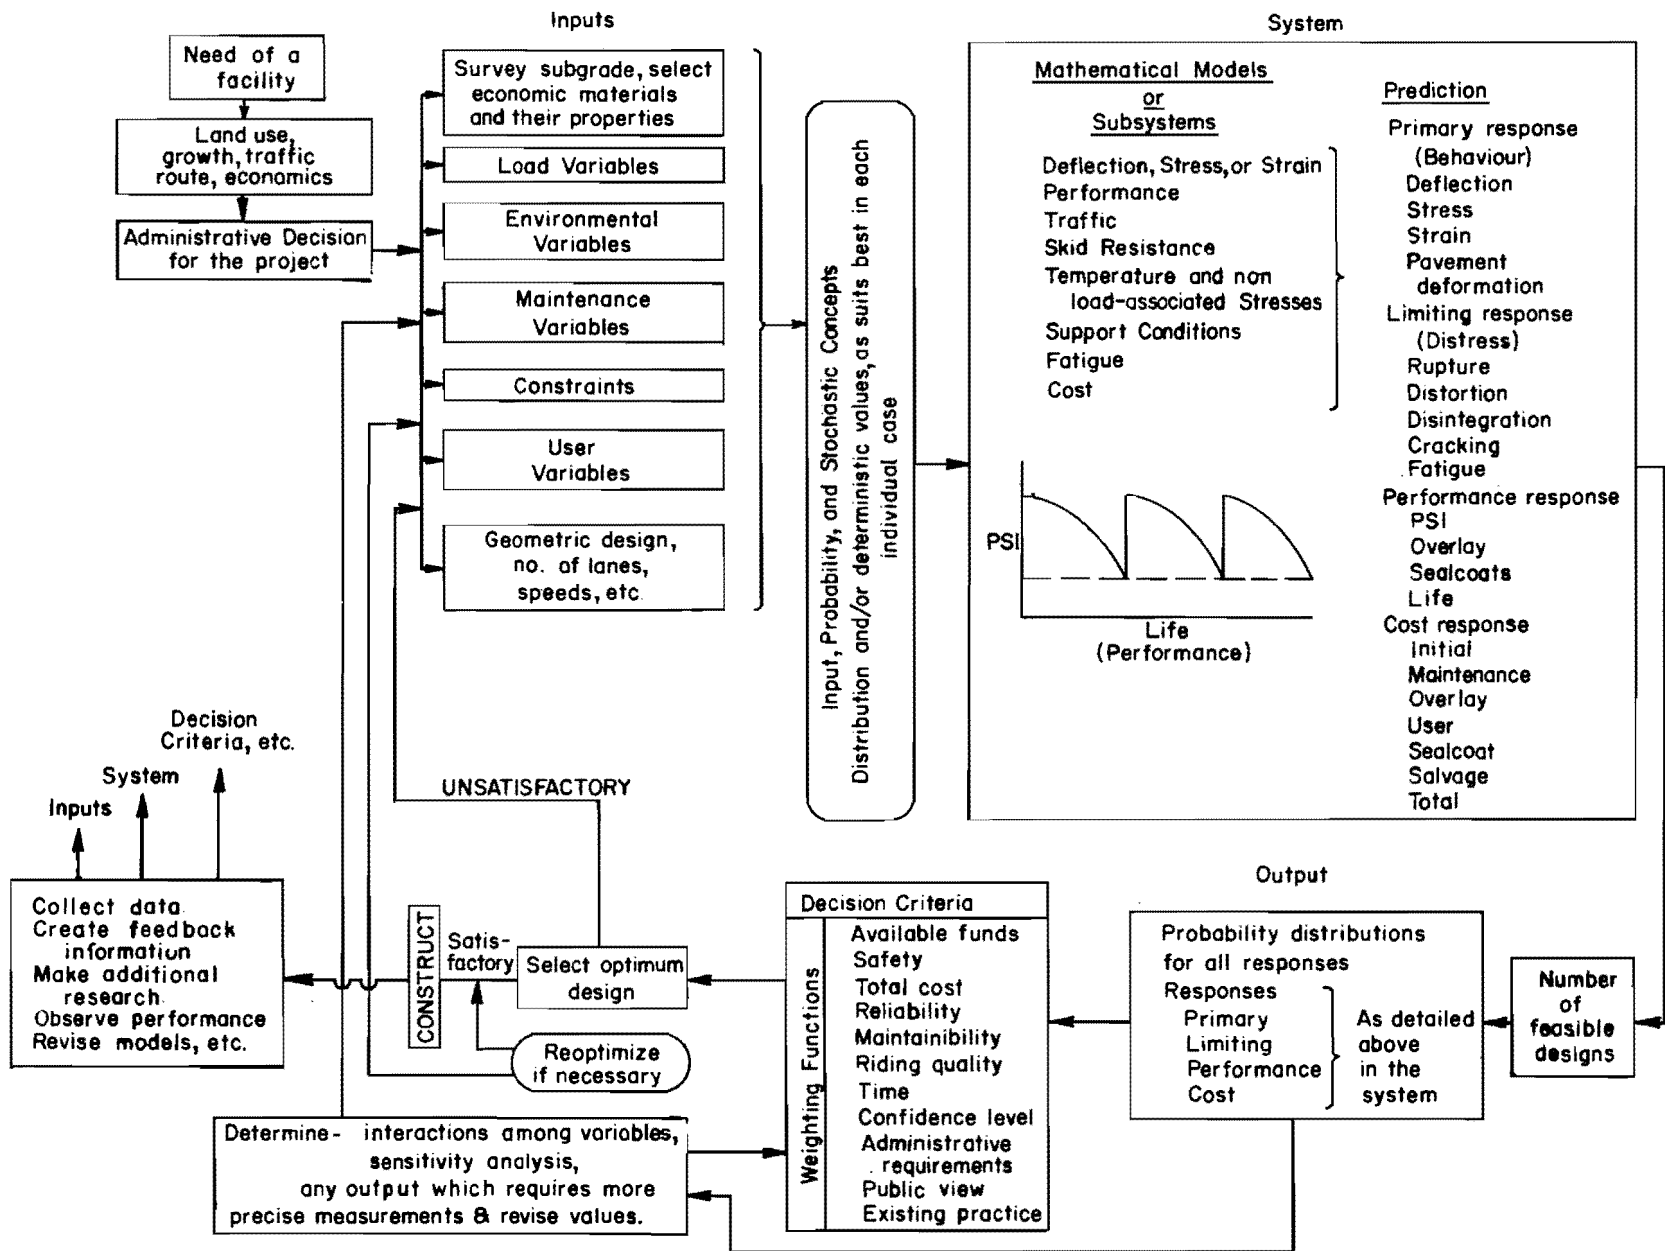 Inputs
System
Need of a
facility
Land use,
growth, traffic
route, economics
Administrative Decision
for the project
Survey subgrade, select
economic materials
and their properties
Load Variables
Environmental
Variables
Maintenance
Variables
Constraints
User
Variables
Geometric design,
no. of lanes,
speeds, etc.
Input, Probability, and Stochastic Concepts
Distribution and/or deterministic values, as suits best in each
individual case
Mathematical Models
or
Subsystems
Deflection, Stress, or Strain
Performance
Traffic
Skid Resistance
Temperature and non
load-associated Stresses
Support Conditions
Fatigue
Cost
PSI
Life
(Performance)
Prediction
Primary response
(Behaviour)
Deflection
Stress
Strain
Pavement
deformation
Limiting response
(Distress)
Rupture
Distortion
Disintegration
Cracking
Fatigue
Performance response
PSI
Overlay
Sealcoats
Life
Cost response
Initial
Maintenance
Overlay
User
Sealcoat
Salvage
Total
Output
Number
of
feasible
designs
Probability distributions
for all responses
Responses
Primary
Limiting
Performance
Cost
As detailed
above
in the
system
Decision Criteria
Weighting Functions
Available funds
Safety
Total cost
Reliability
Maintainibility
Riding quality
Time
Confidence level
Administrative
requirements
Public view
Existing practice
UNSATISFACTORY
Select optimum
design
Satis-
factory
CONSTRUCT
Reoptimize
if necessary
Determine- interactions among variables,
sensitivity analysis,
any output which requires more
precise measurements & revise values.
Decision
Criteria, etc.
System
Inputs
Collect data
Create feedback
information
Make additional
research
Observe performance
Revise models, etc.